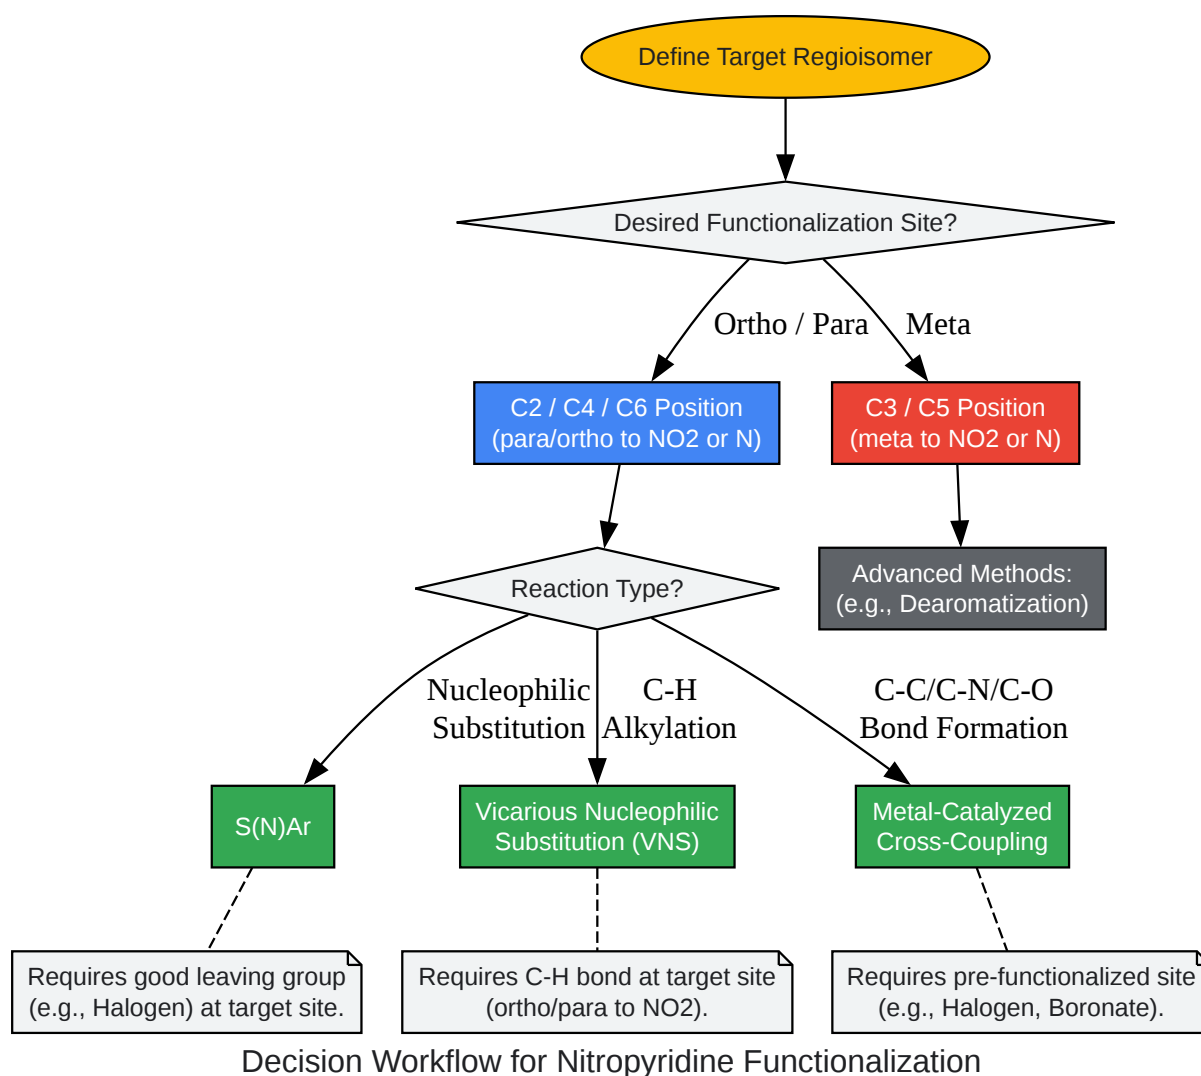 Define Target Regioisomer
Desired Functionalization Site?
Ortho / Para
Meta
C2 / C4 / C6 Position
(para/ortho to NO2 or N)
C3 / C5 Position
(meta to NO2 or N)
Reaction Type?
Advanced Methods:
(e.g., Dearomatization)
Nucleophilic
Substitution
C-H
Alkylation
C-C/C-N/C-O
Bond Formation
S(N)Ar
Vicarious Nucleophilic
Substitution (VNS)
Metal-Catalyzed
Cross-Coupling
Requires good leaving group
(e.g., Halogen) at target site.
Requires C-H bond at target site
(ortho/para to NO2).
Requires pre-functionalized site
(e.g., Halogen, Boronate).
Decision Workflow for Nitropyridine Functionalization